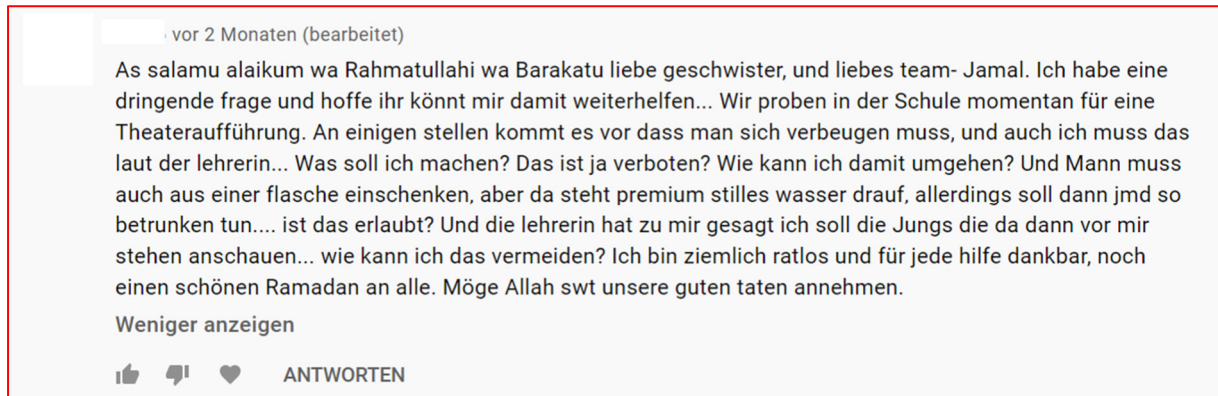 vor 2 Monaten (bearbeitet)
As salamu alaikum wa Rahmatullahi wa Barakatu liebe geschwister, und liebes team- Jamal. Ich habe eine
dringende frage und hoffe ihr könnt mir damit weiterhelfen... Wir proben in der Schule momentan für eine
Theateraufführung. An einigen stellen kommt es vor dass man sich verbeugen muss, und auch ich muss das
laut der lehrerin... Was soll ich machen? Das ist ja verboten? Wie kann ich damit umgehen? Und Mann muss
auch aus einer flasche einschenken, aber da steht premium stilles wasser drauf, allerdings soll dann jmd so
betrunken tun.... ist das erlaubt? Und die lehrerin hat zu mir gesagt ich soll die Jungs die da dann vor mir
stehen anschauen... wie kann ich das vermeiden? Ich bin ziemlich ratlos und für jede hilfe dankbar, noch
einen schönen Ramadan an alle. Möge Allah swt unsere guten taten annehmen.
Weniger anzeigen
ANTWORTEN